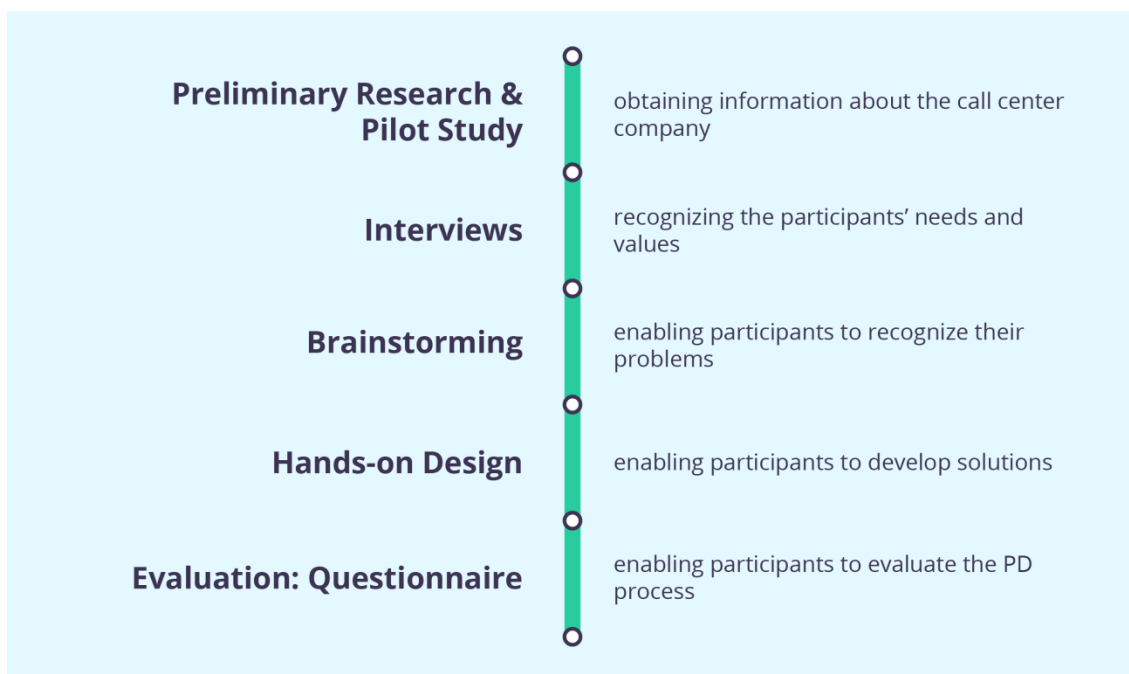 Preliminary Research &
Pilot Study
obtaining information about the call center
company
Interviews
recognizing the participants’ needs and
values
Brainstorming
enabling participants to recognize their
problems
Hands-on Design
enabling participants to develop solutions
Evaluation: Questionnaire
enabling participants to evaluate the PD
process